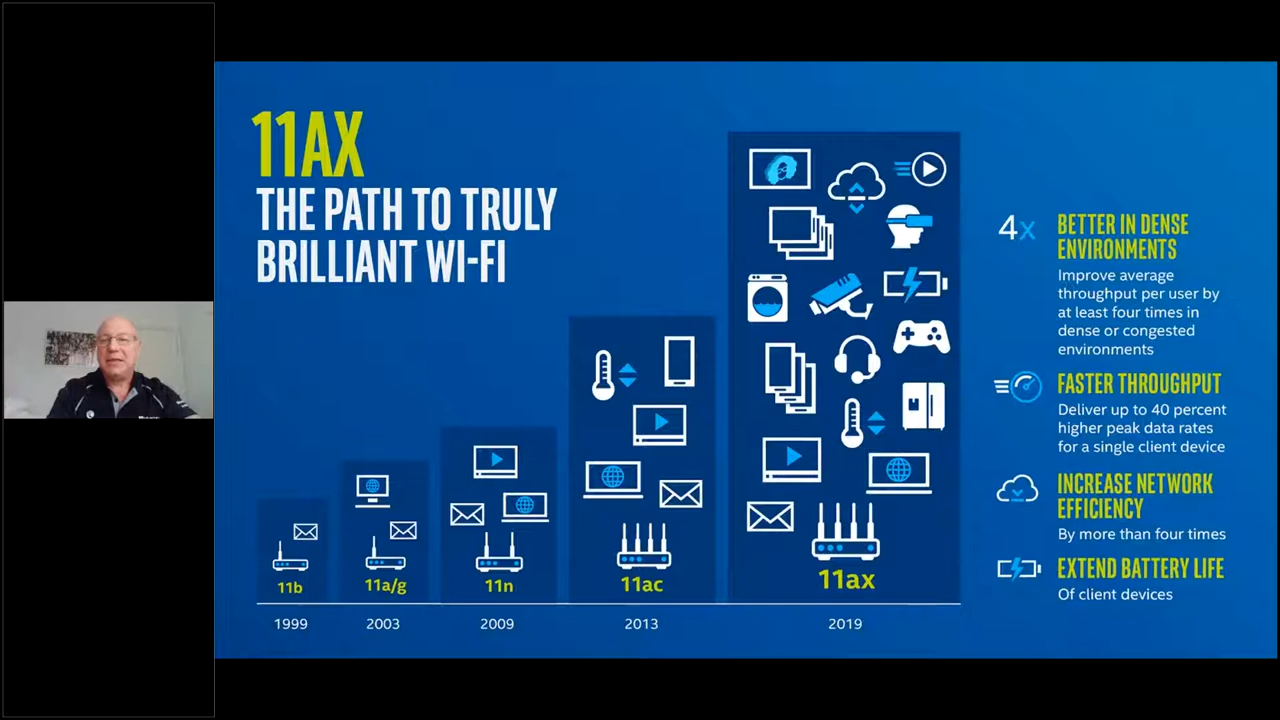 11AX
THE PATH TO TRULY
BRILLIANT WI-FI
11b
11a/g
11n
11ac
11ax
1999
2003
2009
2013
2019
4x
BETTER IN DENSE
ENVIRONMENTS
Improve average
throughput per user by
at least four times in
dense or congested
environments
FASTER THROUGHPUT
Deliver up to 40 percent
higher peak data rates
for a single client device
INCREASE NETWORK
EFFICIENCY
By more than four times
EXTEND BATTERY LIFE
Of client devices